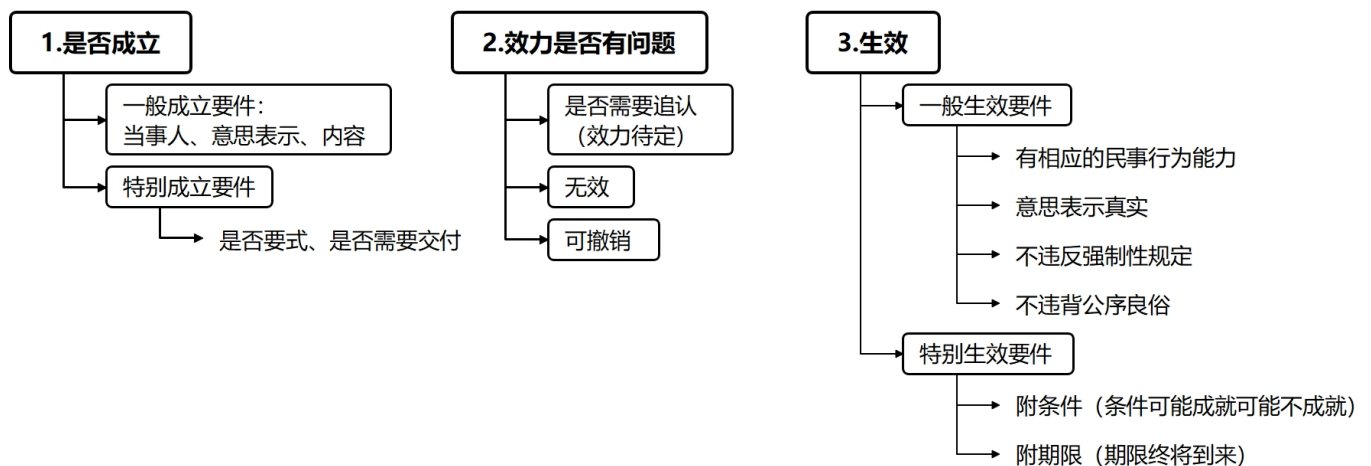 1.是否成立
一般成立要件：
当事人、意思表示、内容
特别成立要件
是否要式、是否需要交付
2.效力是否有问题
是否需要追认
（效力待定）
无效
可撤销
3.生效
一般生效要件
有相应的民事行为能力
意思表示真实
不违反强制性规定
不违背公序良俗
特别生效要件
附条件（条件可能成就可能不成就）
附期限（期限终将到来）